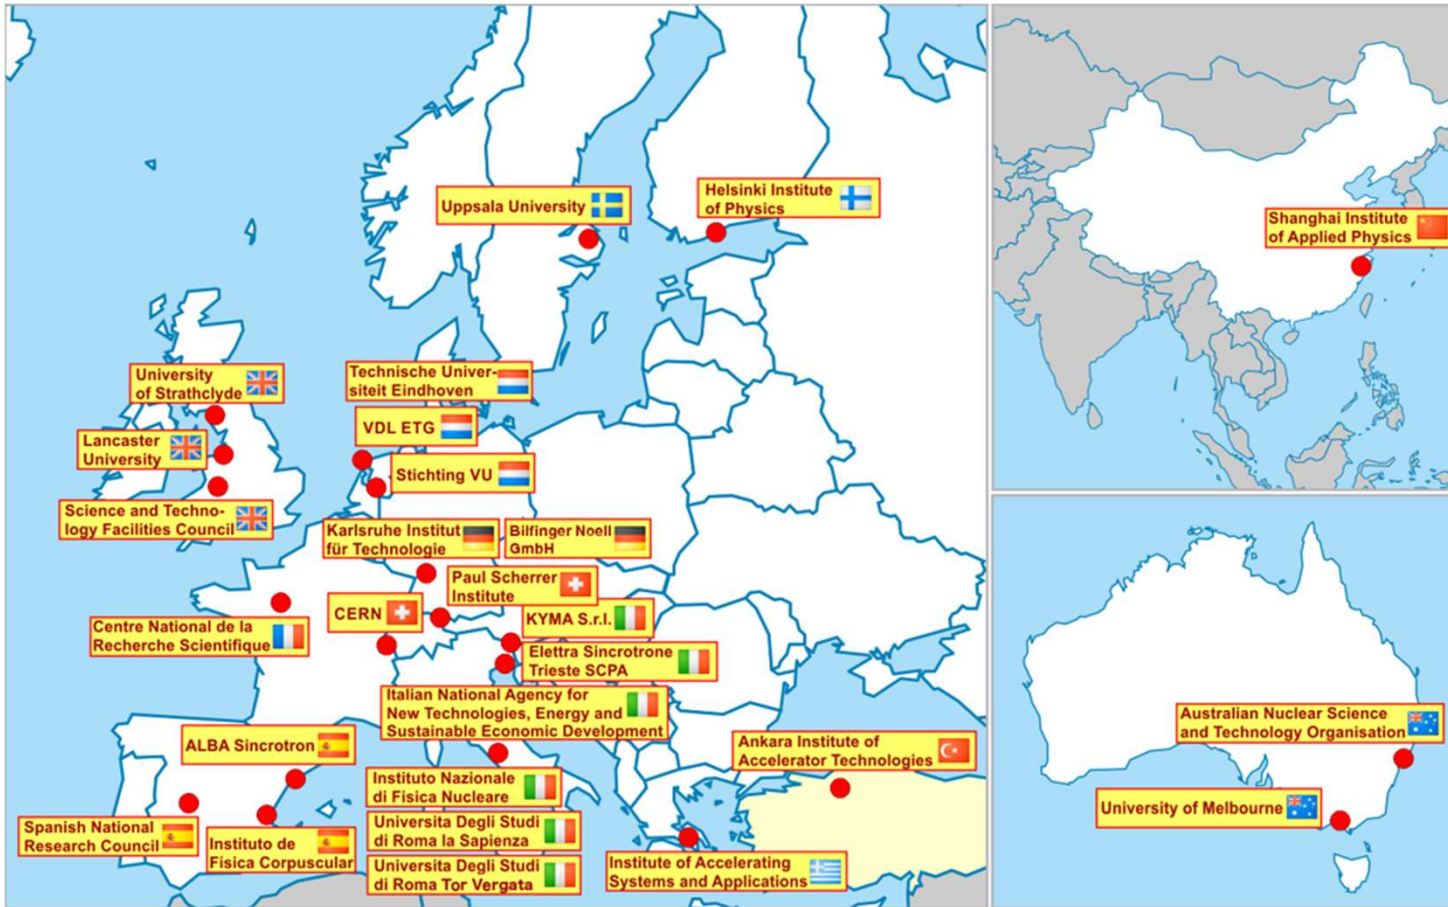 Uppsala University
Helsinki Institute
of Physics
Shanghai Institute
of Applied Physics
University
of Strathclyde
Technische Univer-
siteit Eindhoven
VDL ETG
Lancaster
University
Stichting VU
Science and Techno-
logy Facilities Council
Karlsruhe Institut
für Technologie
Bilfinger Noell
GmbH
Paul Scherrer
Institute
CERN
KYMA S.r.l.
Centre National de la
Recherche Scientifique
Elettra Sincrotrone
Trieste SCPA
Italian National Agency for
New Technologies, Energy and
Sustainable Economic Development
ALBA Sincrotron
Ankara Institute of
Accelerator Technologies
Instituto Nazionale
di Fisica Nucleare
Spanish National
Research Council
Instituto de
Fisica Corpuscular
Universita Degli Studi
di Roma la Sapienza
Universita Degli Studi
di Roma Tor Vergata
Institute of Accelerating
Systems and Applications
Australian Nuclear Science
and Technology Organisation
University of Melbourne